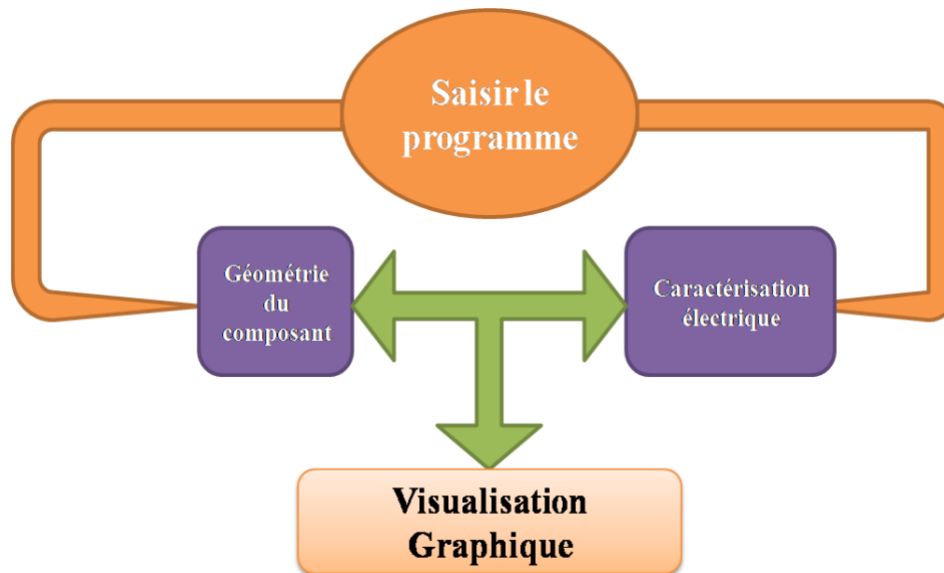 Saisir le
programme
Géométrie
du
composant
Caractérisation
électrique
Visualisation
Graphique